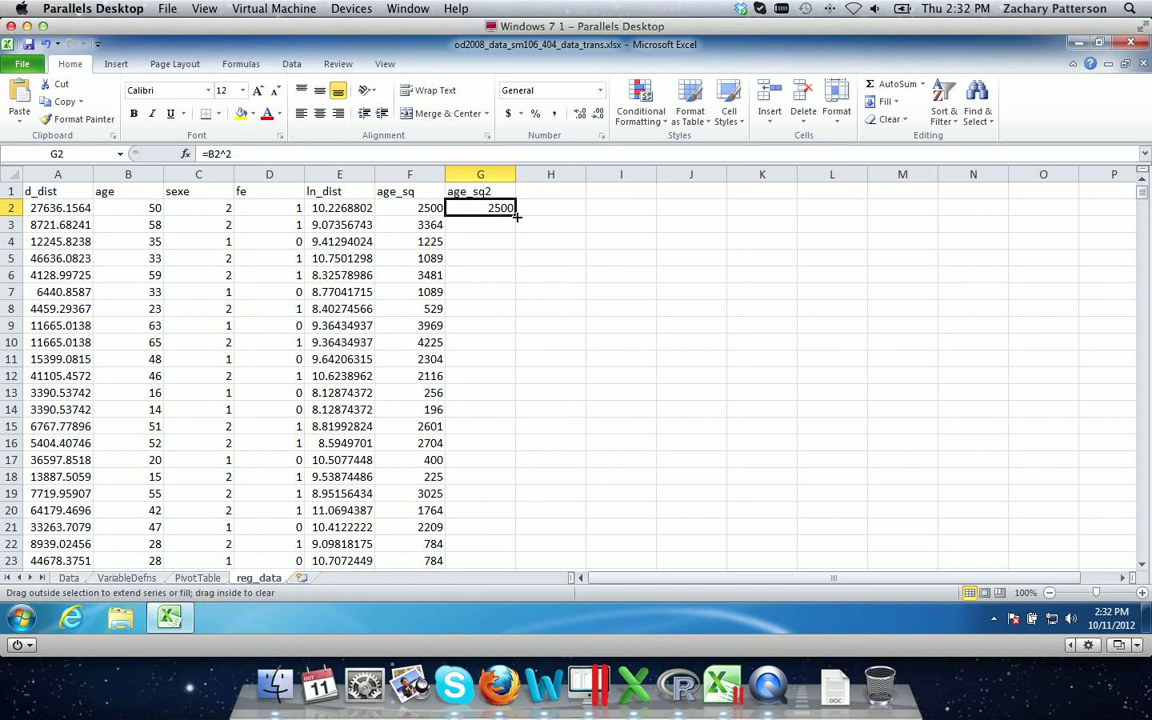 Parallels Desktop File View Virtual Machine Devices Window Help Thu 2:32 PM Zachary Patterson
Windows 7 1 – Parallels Desktop
od2008_data_sm106_404_data_trans.xlsx – Microsoft Excel
File Home Insert Page Layout Formulas Data Review View
Paste Cut Copy Format Painter Calibri 12 Wrap Text Merge & Center General Conditional Formatting Format as Table Cell Styles Insert Delete Format AutoSum Fill Clear Sort & Filter Find & Select
Clipboard Font Alignment Number Styles Cells Editing
G2 fx =B2^2
A B C D E F G H I J K L M N O P
1 d_dist age sexe fe ln_dist age_sq age_sq2
2 27636.1564 50 2 1 10.2268802 2500 2500
3 8721.68241 58 2 1 9.07356743 3364
4 12245.8238 35 1 0 9.41294024 1225
5 46636.0823 33 2 1 10.7501298 1089
6 4128.99725 59 2 1 8.32578986 3481
7 6440.8587 33 1 0 8.77041715 1089
8 4459.29367 23 2 1 8.40274566 529
9 11665.0138 63 1 0 9.36434937 3969
10 11665.0138 65 2 1 9.36434937 4225
11 15399.0815 48 1 0 9.64206315 2304
12 41105.4572 46 2 1 10.6238962 2116
13 3390.53742 16 1 0 8.12874372 256
14 3390.53742 14 1 0 8.12874372 196
15 6767.77896 51 2 1 8.81992824 2601
16 5404.40746 52 2 1 8.5949701 2704
17 36597.8518 20 1 0 10.5077448 400
18 13887.5059 15 2 1 9.53874486 225
19 7719.95907 55 2 1 8.95156434 3025
20 64179.4696 42 2 1 11.0694387 1764
21 33263.7079 47 1 0 10.4122222 2209
22 8939.02456 28 2 1 9.09818175 784
23 44678.3751 28 1 0 10.7072449 784
Data VariableDefns PivotTable reg_data
Drag outside selection to extend series or fill; drag inside to clear 100%
2:32 PM
10/11/2012
OCT
11
DOC